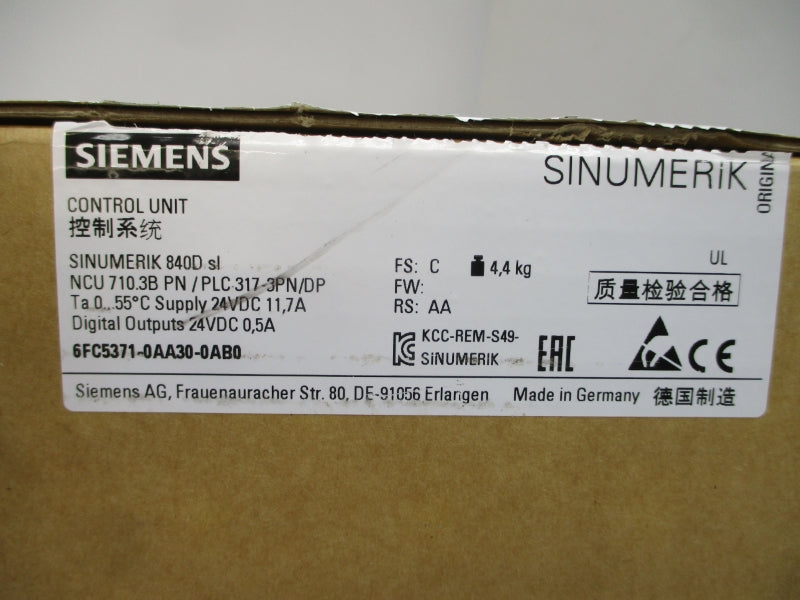 SIEMENS
SINUMERIK
ORIGINA
CONTROL UNIT
控制系统
SINUMERIK 840D sl
NCU 710.3B PN / PLC 317-3PN/DP
Ta 0...55°C Supply 24VDC 11,7A
Digital Outputs 24VDC 0,5A
6FC5371-0AA30-0AB0
FS: C
4,4 kg
FW:
RS: AA
KCC-REM-S49-
SiNUMERIK
UL
质量检验合格
EAC
CE
Siemens AG, Frauenauracher Str. 80, DE-91056 Erlangen Made in Germany 德国制造